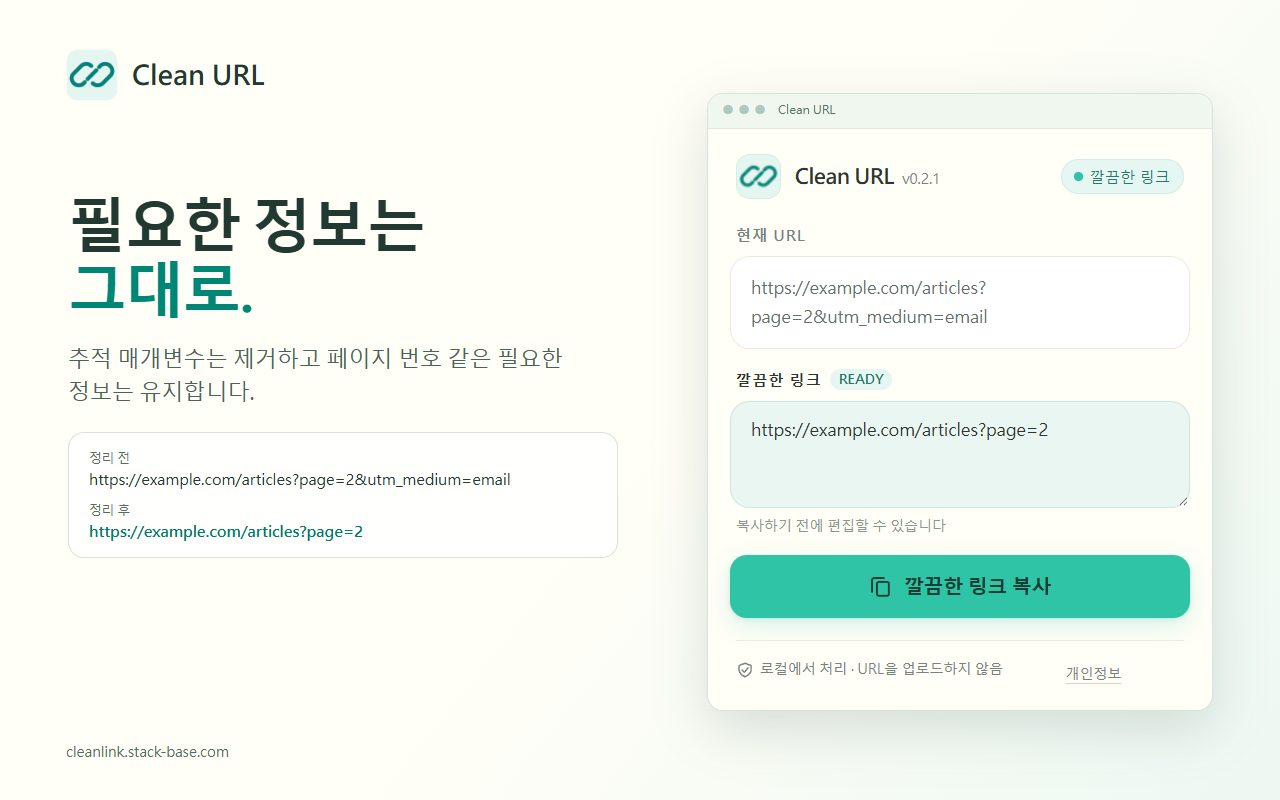 Clean URL
필요한 정보는
그대로.
추적 매개변수는 제거하고 페이지 번호 같은 필요한
정보는 유지합니다.
정리 전
https://example.com/articles?page=2&utm_medium=email
정리 후
https://example.com/articles?page=2
cleanlink.stack-base.com
Clean URL
Clean URL v0.2.1
깔끔한 링크
현재 URL
https://example.com/articles?
page=2&utm_medium=email
깔끔한 링크 READY
https://example.com/articles?page=2
복사하기 전에 편집할 수 있습니다
깔끔한 링크 복사
로컬에서 처리 · URL을 업로드하지 않음
개인정보